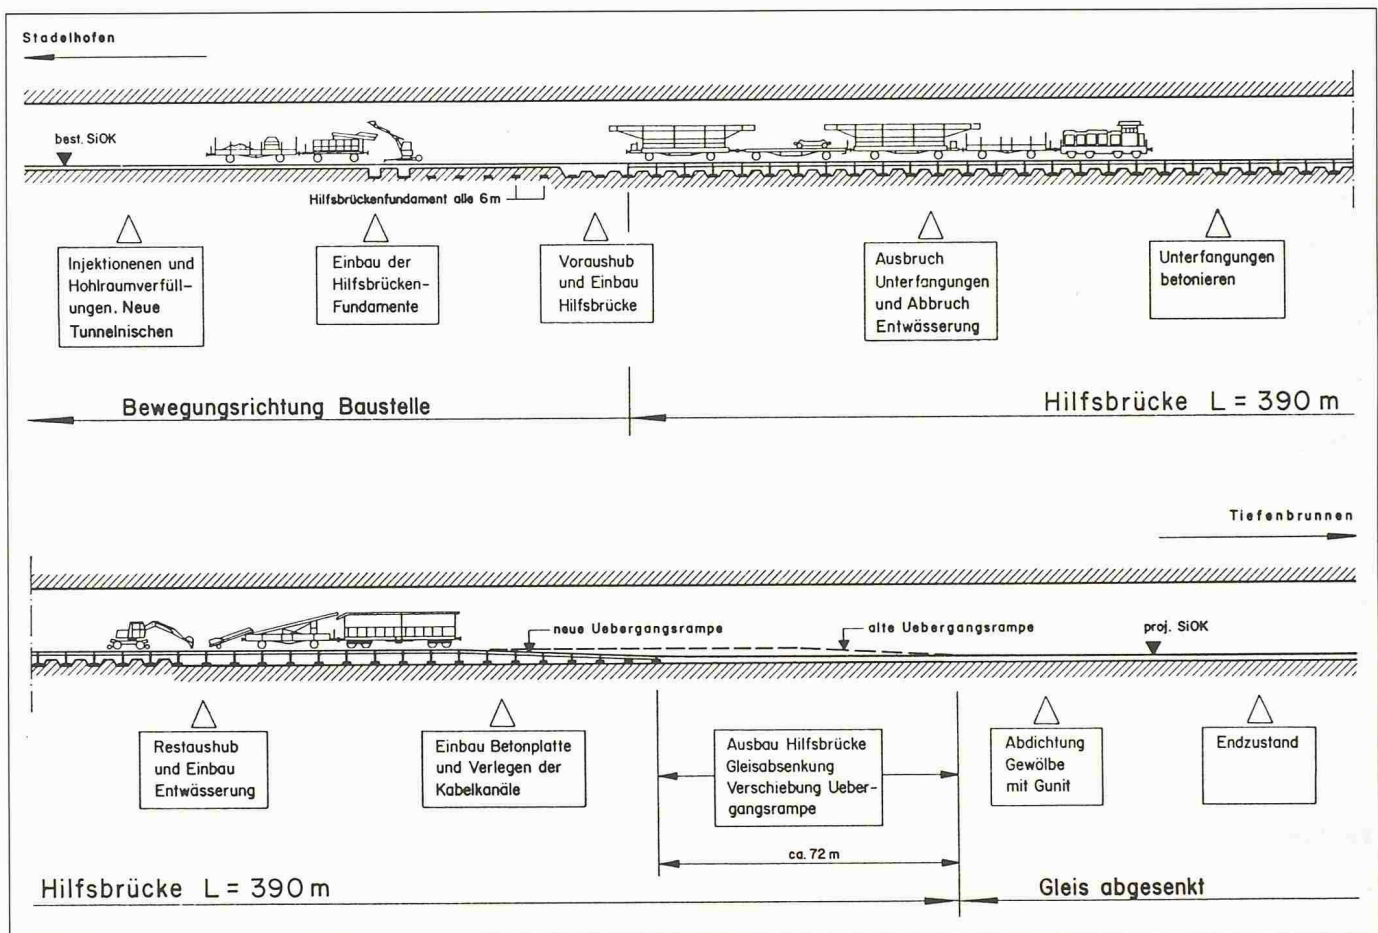 Stadelhofen
best. SiOK
Hilfsbrückenfundament alle 6m
Injektionenen und
Hohlraumverfüll-
ungen. Neue
Tunnelnischen
Einbau der
Hilfsbrücken-
Fundamente
Voraushub
und Einbau
Hilfsbrücke
Ausbruch
Unterfangungen
und Abbruch
Entwässerung
Unterfangungen
betonieren
Bewegungsrichtung Baustelle
Hilfsbrücke L = 390 m
Tiefenbrunnen
neue Uebergangsrampe
alte Uebergangsrampe
proj. SiOK
Restaushub
und Einbau
Entwässerung
Einbau Betonplatte
und Verlegen der
Kabelkanäle
Ausbau Hilfsbrücke
Gleisabsenkung
Verschiebung Ueber-
gangsrampe
Abdichtung
Gewölbe
mit Gunit
Endzustand
ca. 72 m
Hilfsbrücke L = 390 m
Gleis abgesenkt